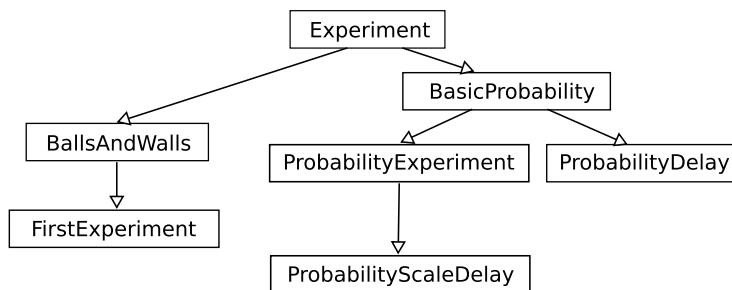 Experiment
BasicProbability
BallsAndWalls
ProbabilityExperiment
ProbabilityDelay
FirstExperiment
ProbabilityScaleDelay